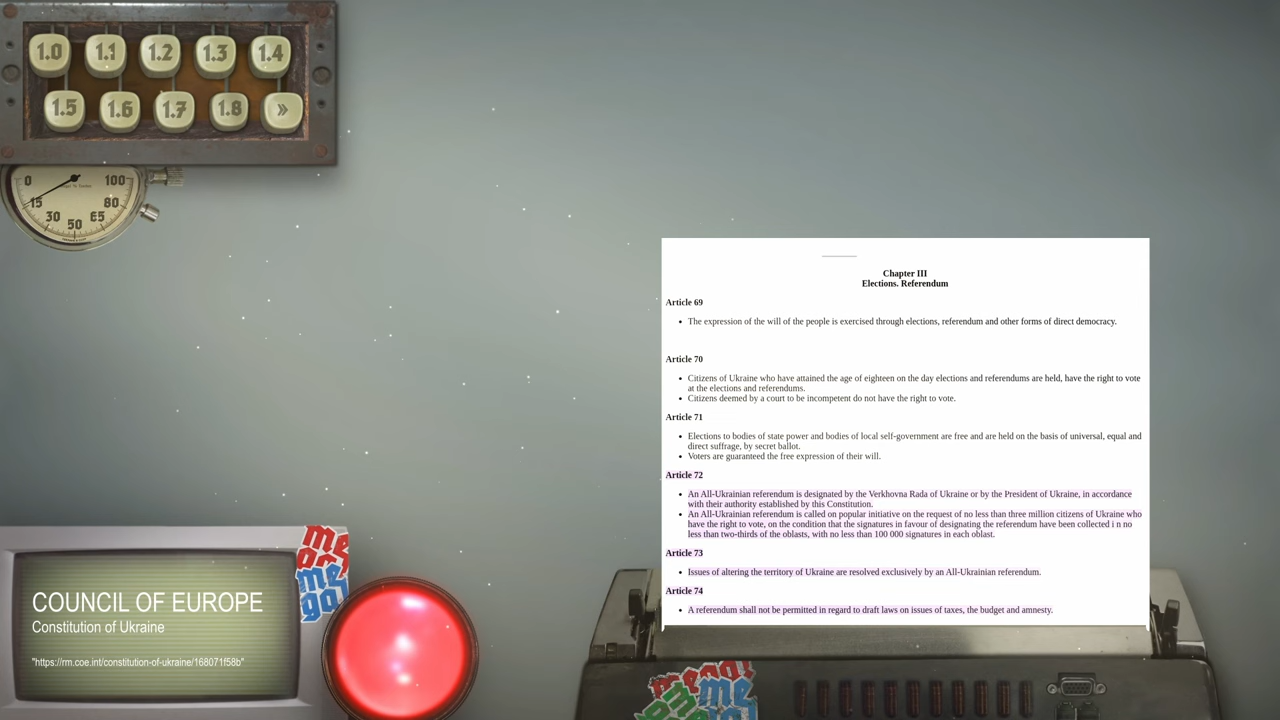 1.0 1.1 1.2 1.3 1.4
1.5 1.6 1.7 1.8 »
0 100
15 80
30 65
50
Chapter III
Elections. Referendum
Article 69
• The expression of the will of the people is exercised through elections, referendum and other forms of direct democracy.
Article 70
• Citizens of Ukraine who have attained the age of eighteen on the day elections and referendums are held, have the right to vote
at the elections and referendums.
• Citizens deemed by a court to be incompetent do not have the right to vote.
Article 71
• Elections to bodies of state power and bodies of local self-government are free and are held on the basis of universal, equal and
direct suffrage, by secret ballot.
• Voters are guaranteed the free expression of their will.
Article 72
• An All-Ukrainian referendum is designated by the Verkhovna Rada of Ukraine or by the President of Ukraine, in accordance
with their authority established by this Constitution.
• An All-Ukrainian referendum is called on popular initiative on the request of no less than three million citizens of Ukraine who
have the right to vote, on the condition that the signatures in favour of designating the referendum have been collected i n no
less than two-thirds of the oblasts, with no less than 100 000 signatures in each oblast.
Article 73
• Issues of altering the territory of Ukraine are resolved exclusively by an All-Ukrainian referendum.
Article 74
• A referendum shall not be permitted in regard to draft laws on issues of taxes, the budget and amnesty.
COUNCIL OF EUROPE
Constitution of Ukraine
"https://rm.coe.int/constitution-of-ukraine/168071f58b"